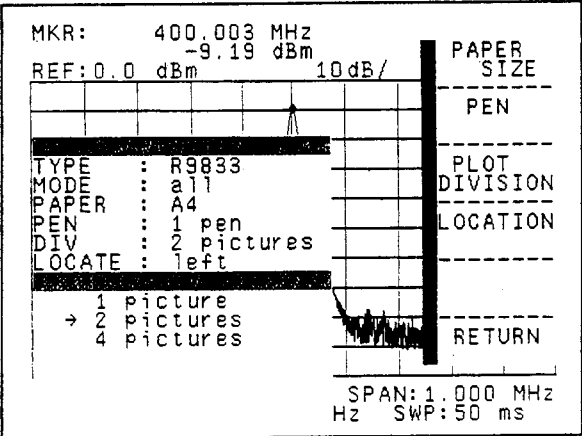 MKR: 400.003 MHz
-9.19 dBm
REF:0.0 dBm 10dB/
TYPE : R9833
MODE : all
PAPER : A4
PEN : 1 pen
DIV : 2 pictures
LOCATE : left
1 picture
→ 2 pictures
4 pictures
PAPER
SIZE
PEN
PLOT
DIVISION
LOCATION
RETURN
SPAN:1.000 MHz
Hz SWP:50 ms